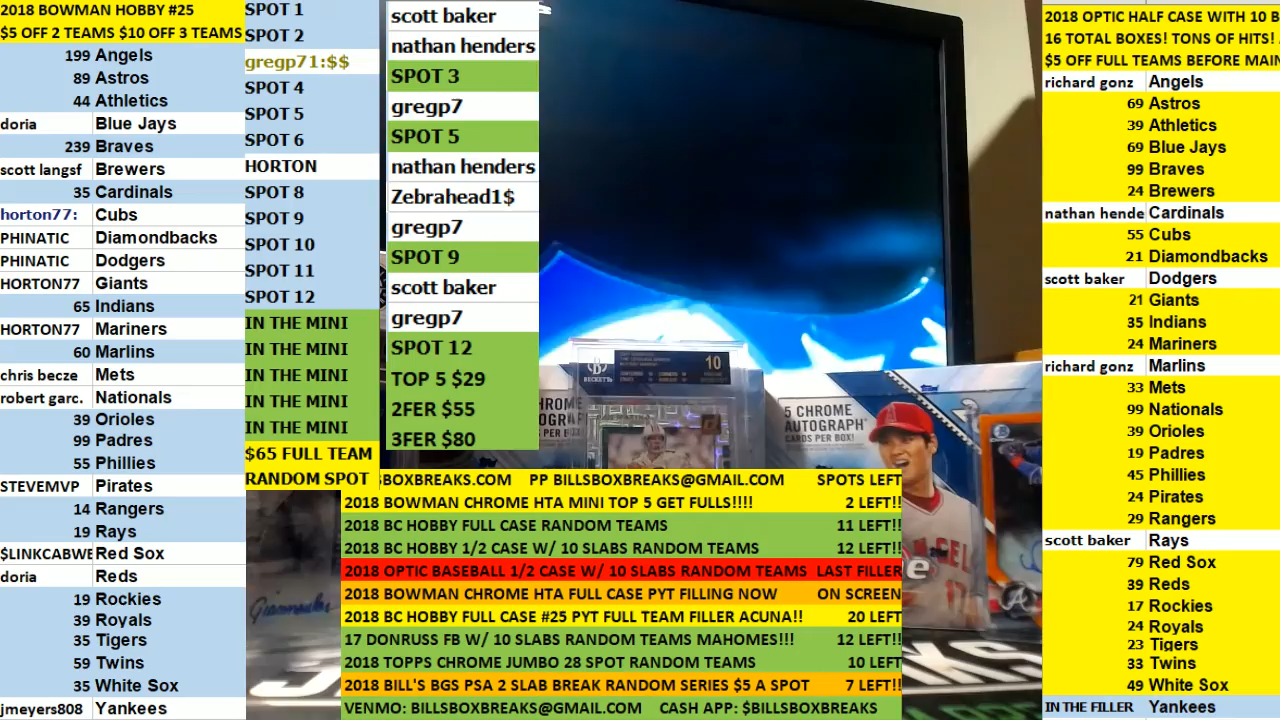 2018 BOWMAN HOBBY #25
$5 OFF 2 TEAMS $10 OFF 3 TEAMS
199 Angels
89 Astros
44 Athletics
doria Blue Jays
239 Braves
scott langsf Brewers
35 Cardinals
horton77: Cubs
PHINATIC Diamondbacks
PHINATIC Dodgers
HORTON77 Giants
65 Indians
HORTON77 Mariners
60 Marlins
chris becze Mets
robert garc. Nationals
39 Orioles
99 Padres
55 Phillies
STEVEMVP Pirates
14 Rangers
19 Rays
$LINKCABWE Red Sox
doria Reds
19 Rockies
39 Royals
35 Tigers
59 Twins
35 White Sox
jmeyers808 Yankees
SPOT 1
SPOT 2
gregp71:$$
SPOT 4
SPOT 5
SPOT 6
HORTON
SPOT 8
SPOT 9
SPOT 10
SPOT 11
SPOT 12
IN THE MINI
IN THE MINI
IN THE MINI
IN THE MINI
IN THE MINI
$65 FULL TEAM
RANDOM SPOT
scott baker
nathan henders
SPOT 3
gregp7
SPOT 5
nathan henders
Zebrahead1$
gregp7
SPOT 9
scott baker
gregp7
SPOT 12
TOP 5 $29
2FER $55
3FER $80
10
BECKETT
5 CHROME
AUTOGRAPH
CARDS PER BOX!
topps
SBOXBREAKS.COM PP BILLSBOXBREAKS@GMAIL.COM SPOTS LEFT
2018 BOWMAN CHROME HTA MINI TOP 5 GET FULLS!!!! 2 LEFT!!
2018 BC HOBBY FULL CASE RANDOM TEAMS 11 LEFT!!
2018 BC HOBBY 1/2 CASE W/ 10 SLABS RANDOM TEAMS 12 LEFT!!
2018 OPTIC BASEBALL 1/2 CASE W/ 10 SLABS RANDOM TEAMS LAST FILLER
2018 BOWMAN CHROME HTA FULL CASE PYT FILLING NOW ON SCREEN
2018 BC HOBBY FULL CASE #25 PYT FULL TEAM FILLER ACUNA!! 20 LEFT!!
17 DONRUSS FB W/ 10 SLABS RANDOM TEAMS MAHOMES!!! 12 LEFT!!
2018 TOPPS CHROME JUMBO 28 SPOT RANDOM TEAMS 10 LEFT
2018 BILL'S BGS PSA 2 SLAB BREAK RANDOM SERIES $5 A SPOT 7 LEFT!!
VENMO: BILLSBOXBREAKS@GMAIL.COM CASH APP: $BILLSBOXBREAKS
2018 OPTIC HALF CASE WITH 10 B
16 TOTAL BOXES! TONS OF HITS!
$5 OFF FULL TEAMS BEFORE MAIN
richard gonz Angels
69 Astros
39 Athletics
69 Blue Jays
99 Braves
24 Brewers
nathan hende Cardinals
55 Cubs
21 Diamondbacks
scott baker Dodgers
21 Giants
35 Indians
24 Mariners
richard gonz Marlins
33 Mets
99 Nationals
39 Orioles
19 Padres
45 Phillies
24 Pirates
29 Rangers
scott baker Rays
79 Red Sox
39 Reds
17 Rockies
24 Royals
23 Tigers
33 Twins
49 White Sox
IN THE FILLER Yankees